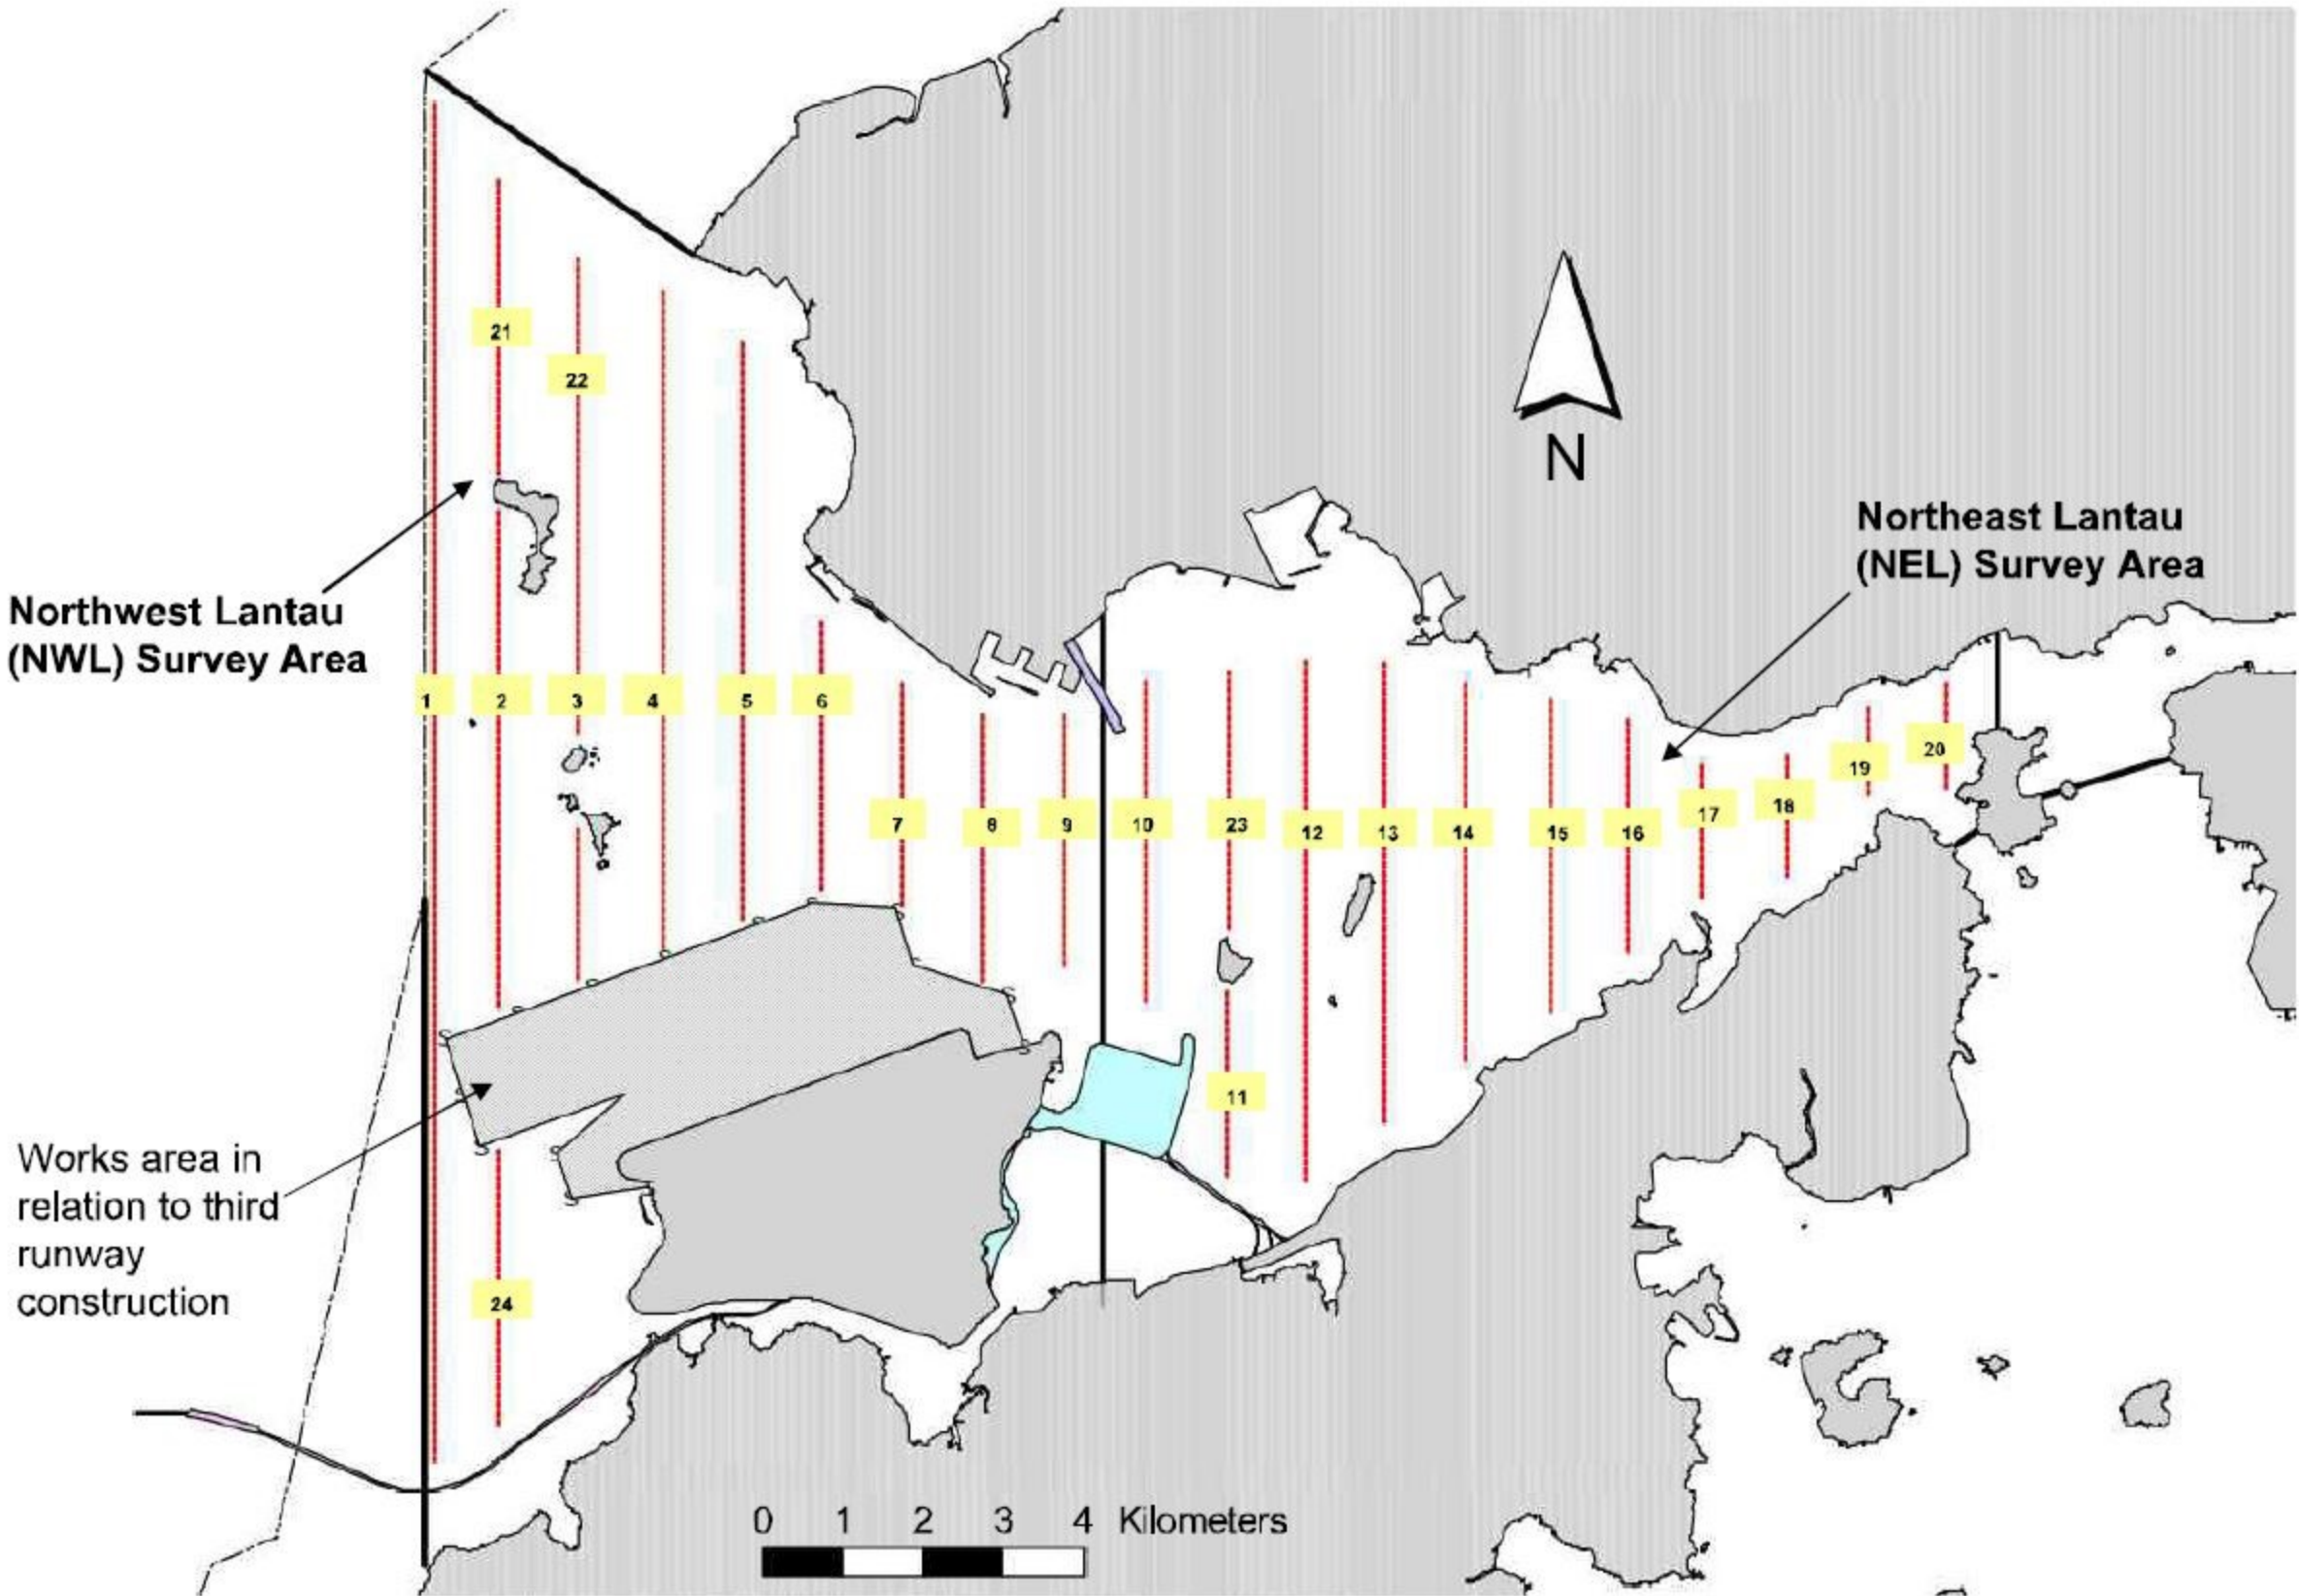 21
22
N
Northeast Lantau
(NEL) Survey Area
Northwest Lantau
(NWL) Survey Area
1 2 3 4 5 6
7 8 9 10 23 12 13 14 15 16 17 18 19 20
11
Works area in
relation to third
runway
construction
24
0 1 2 3 4 Kilometers